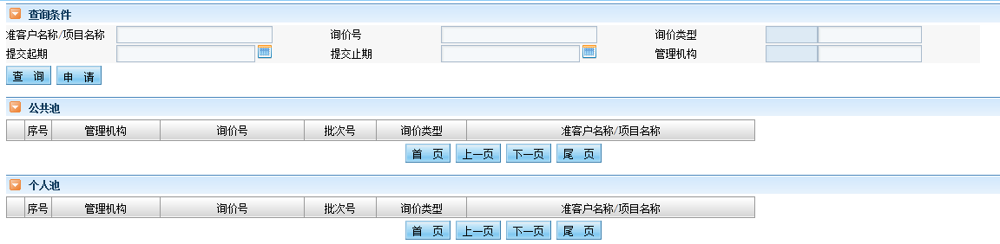 查询条件
准客户名称/项目名称 询价号 询价类型
提交起期 提交止期 管理机构
查 询 申 请
公共池
序号 管理机构 询价号 批次号 询价类型 准客户名称/项目名称
首 页 上一页 下一页 尾 页
个人池
序号 管理机构 询价号 批次号 询价类型 准客户名称/项目名称
首 页 上一页 下一页 尾 页